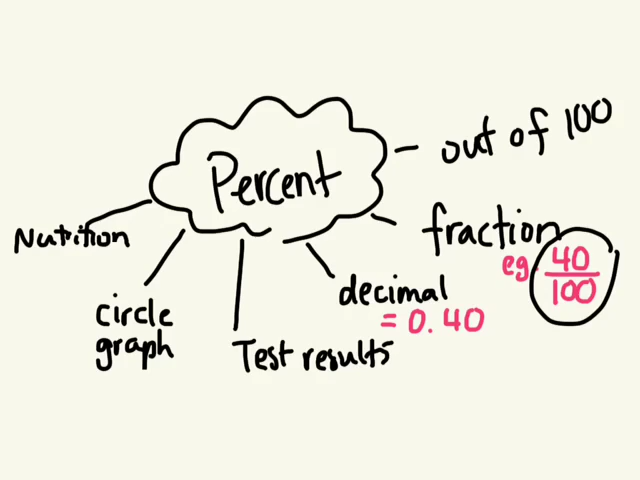 Percent
out of 100
fraction
eg. 40/100
decimal
= 0.40
Test results
circle
graph
Nutrition